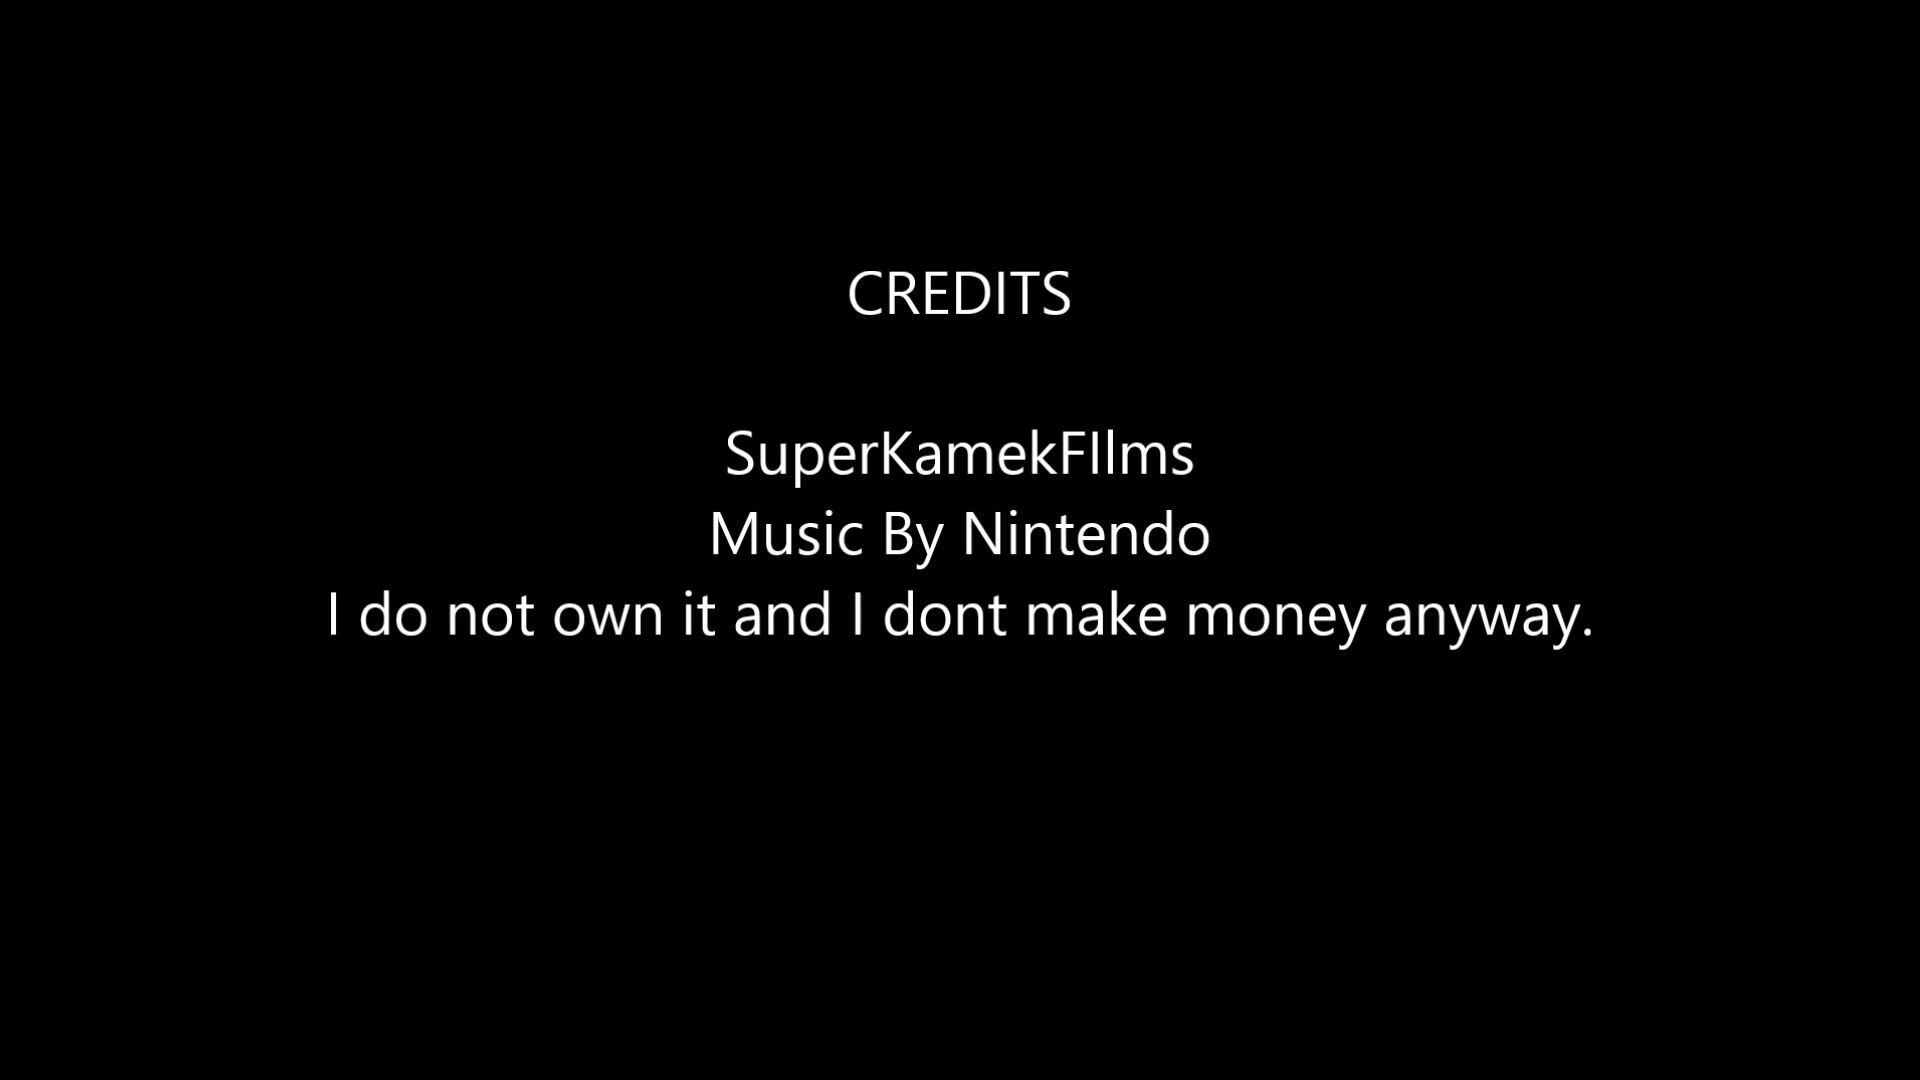 CREDITS
SuperKamekFIlms
Music By Nintendo
I do not own it and I dont make money anyway.